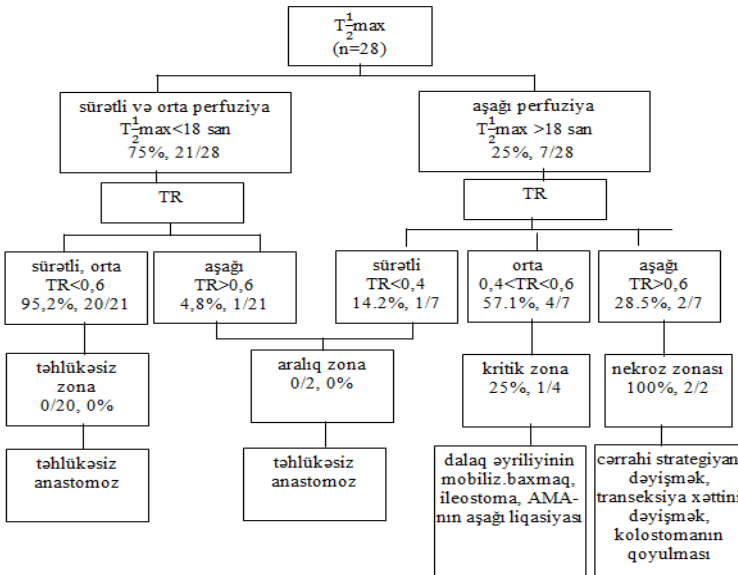 T½max
(n=28)
sürətli və orta perfuziya
T½max<18 san
75%, 21/28
aşağı perfuziya
T½max >18 san
25%, 7/28
TR
TR
sürətli, orta
TR<0,6
95,2%, 20/21
aşağı
TR>0,6
4,8%, 1/21
sürətli
TR<0,4
14.2%, 1/7
orta
0,4<TR<0,6
57.1%, 4/7
aşağı
TR>0,6
28.5%, 2/7
təhlükəsiz
zona
0/20, 0%
aralıq zona
0/2, 0%
kritik zona
25%, 1/4
nekroz zonası
100%, 2/2
təhlükəsiz
anastomoz
təhlükəsiz
anastomoz
dalaq əyriliyinin
mobiliz.baxmaq,
ileostoma, AMA-
nın aşağı liqasiyası
cərrahi strategiyan
dəyişmək,
transeksiya xəttini
dəyişmək,
kolostomanın
qoyulması